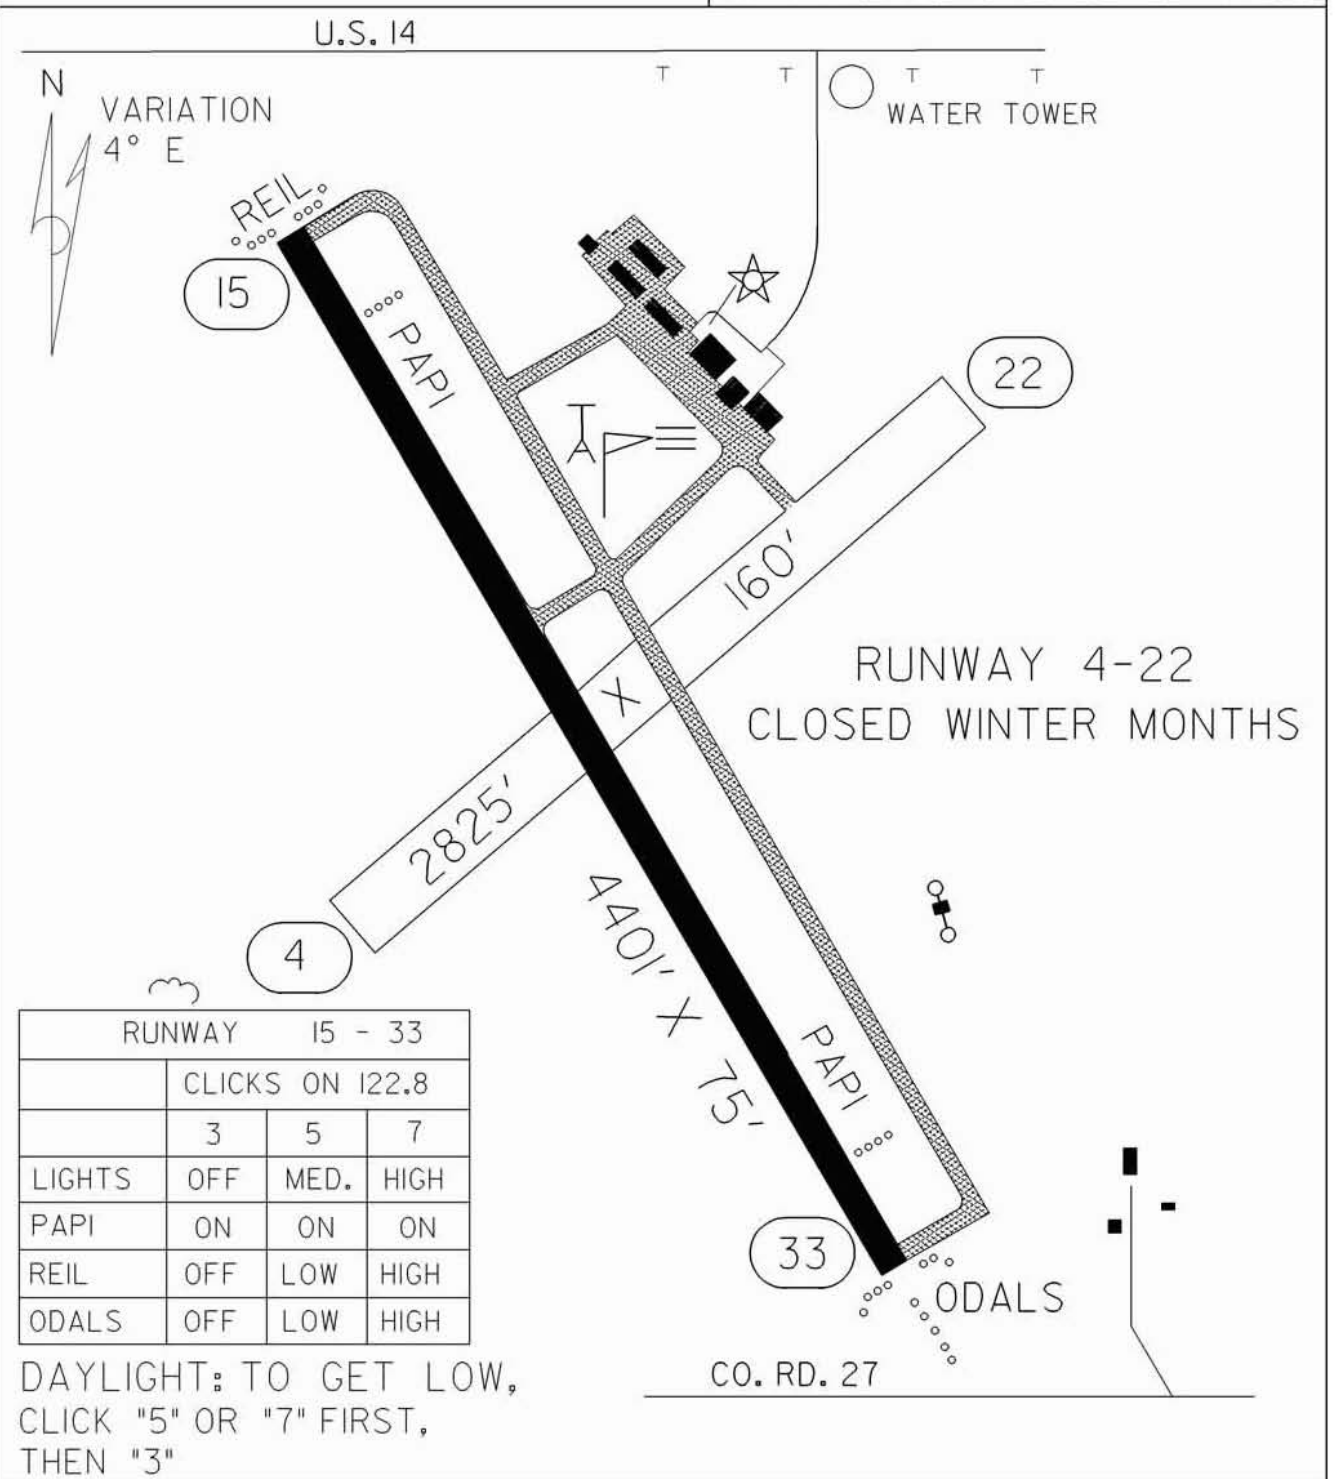 U.S. 14
N
VARIATION
4° E
T T T T
WATER TOWER
REIL
15
PAPI
22
T
160'
RUNWAY 4-22
CLOSED WINTER MONTHS
X
2825'
4
4401' X 75'
PAPI
33
ODALS
CO. RD. 27
RUNWAY 15 - 33
CLICKS ON 122.8
3 5 7
LIGHTS OFF MED. HIGH
PAPI ON ON ON
REIL OFF LOW HIGH
ODALS OFF LOW HIGH
DAYLIGHT: TO GET LOW,
CLICK "5" OR "7" FIRST,
THEN "3"